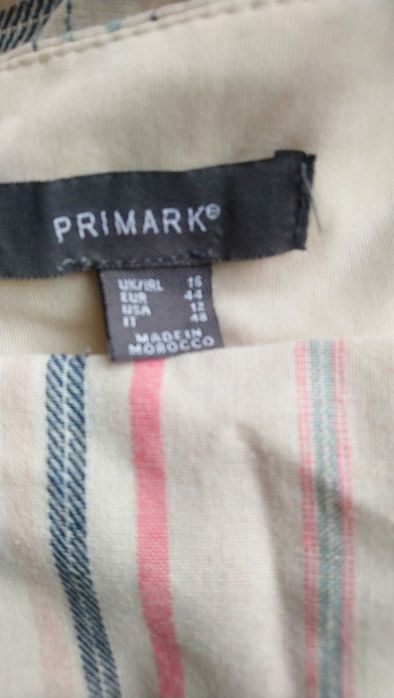 PRIMARK®
UK/IRL 16
EUR 44
USA 12
IT 48
MADE IN
MOROCCO